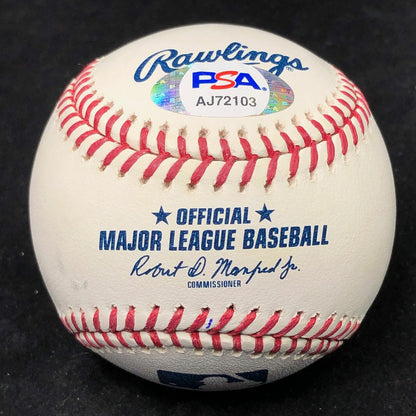 Rawlings
PSA
AJ72103
★ OFFICIAL ★
MAJOR LEAGUE BASEBALL
Robert D. Manfred Jr.
COMMISSIONER